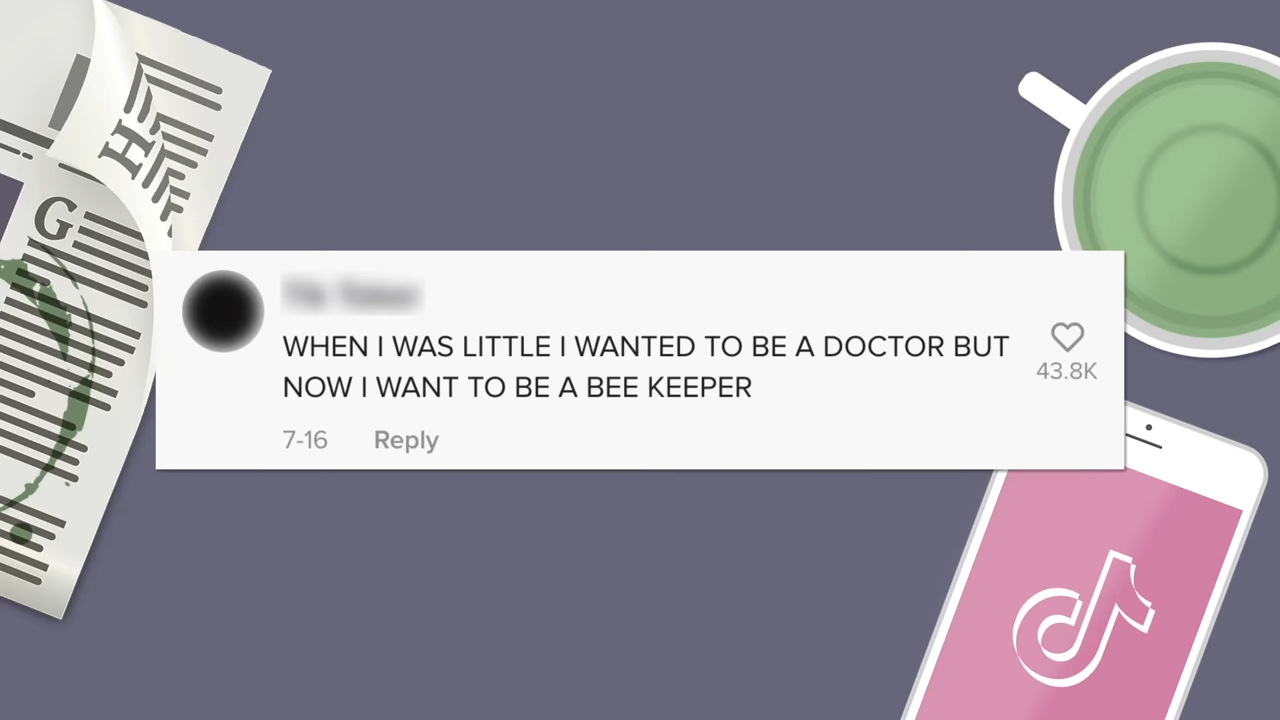 H
G
WHEN I WAS LITTLE I WANTED TO BE A DOCTOR BUT
NOW I WANT TO BE A BEE KEEPER
43.8K
7-16 Reply